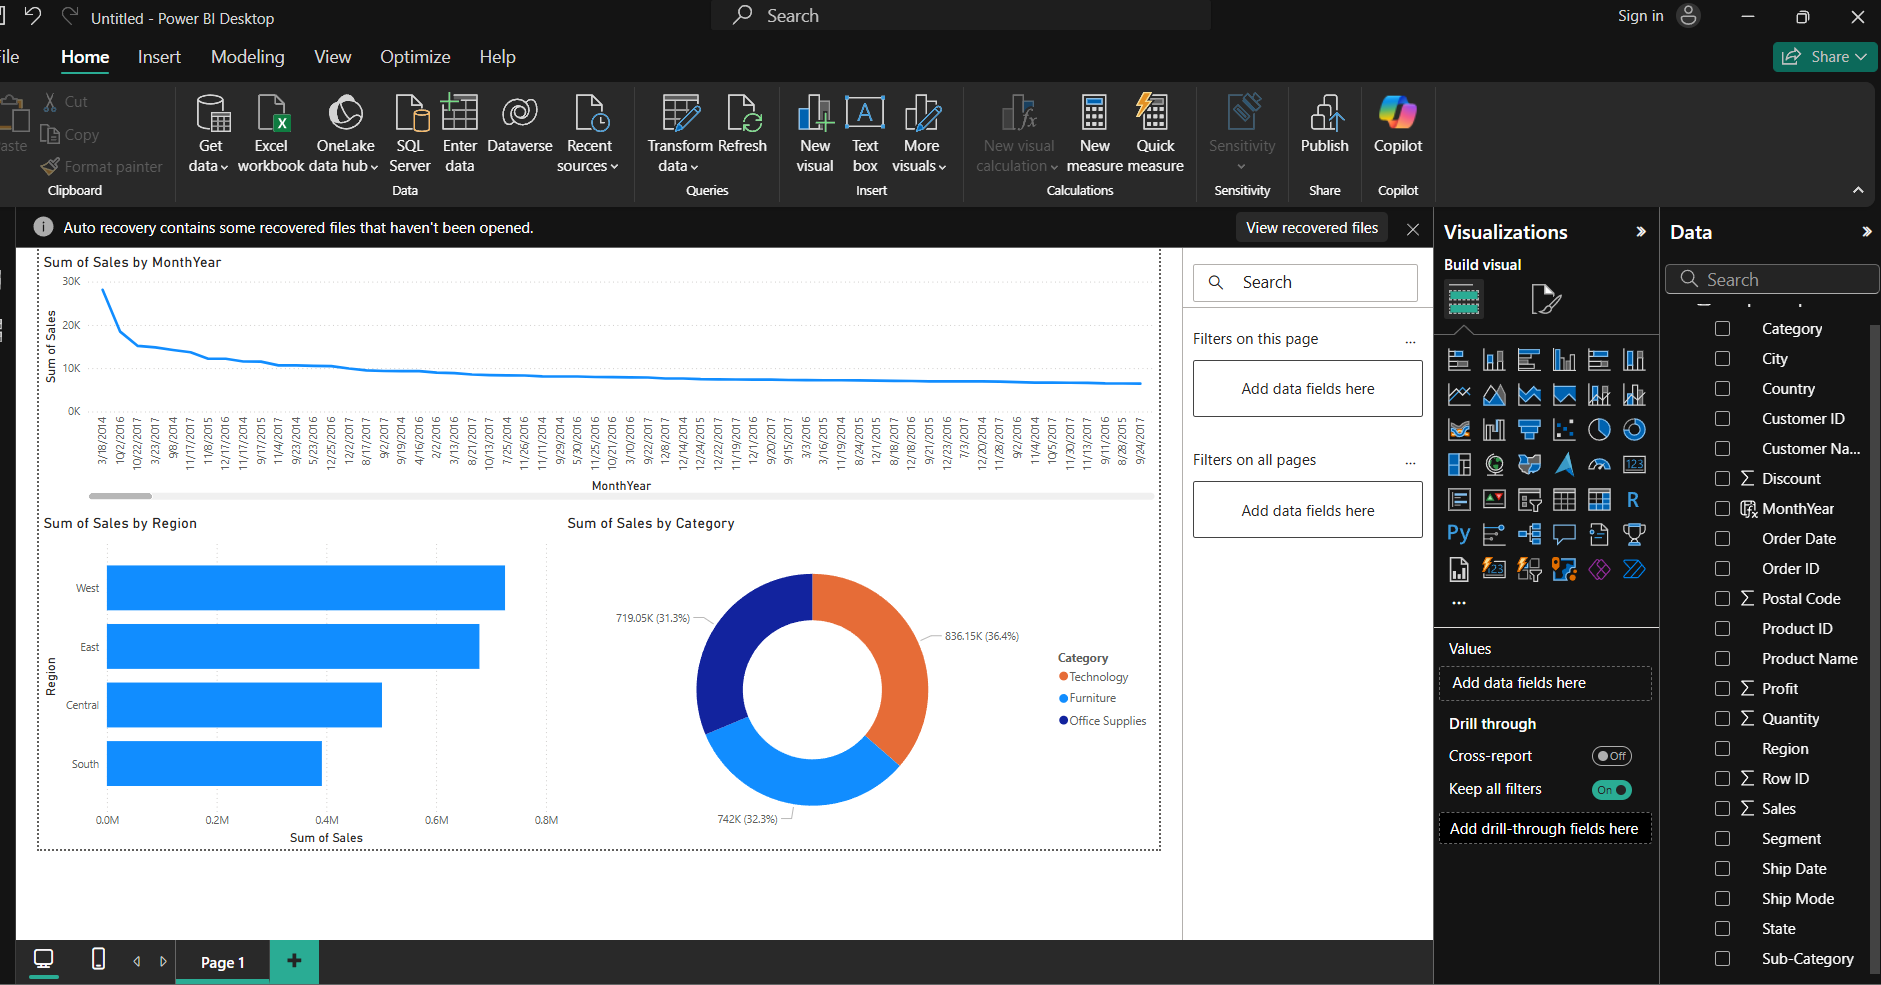 Untitled - Power BI Desktop
Search
Sign in
File
Home
Insert
Modeling
View
Optimize
Help
Share
Cut
Copy
Format painter
Clipboard
Get data
Excel workbook
OneLake data hub
SQL Server
Enter data
Dataverse
Recent sources
Data
Transform data
Refresh
Queries
New visual
Text box
More visuals
Insert
New visual calculation
New measure
Quick measure
Calculations
Sensitivity
Sensitivity
Publish
Share
Copilot
Copilot
Auto recovery contains some recovered files that haven't been opened.
View recovered files
Sum of Sales by MonthYear
Sum of Sales
30K
20K
10K
0K
3/18/2014
10/2/2016
10/22/2017
3/23/2017
9/8/2014
11/17/2017
11/8/2015
12/17/2016
11/17/2014
9/17/2015
11/4/2017
9/23/2014
5/23/2016
12/25/2016
12/2/2017
8/17/2017
9/2/2017
9/19/2014
4/16/2016
2/2/2016
3/13/2016
8/21/2017
10/13/2017
7/25/2014
11/26/2016
11/11/2014
9/29/2014
5/30/2016
11/25/2016
10/21/2016
3/10/2016
9/22/2017
12/8/2017
12/14/2014
12/24/2015
12/22/2017
11/19/2017
12/1/2016
9/20/2017
9/15/2017
3/3/2016
3/16/2015
11/19/2014
8/24/2015
12/1/2015
8/18/2017
12/18/2016
9/21/2015
12/23/2016
7/3/2017
12/20/2014
11/28/2017
9/22/2016
11/4/2014
10/5/2017
11/30/2017
11/13/2017
9/11/2016
8/28/2015
9/24/2017
MonthYear
Sum of Sales by Region
Region
West
East
Central
South
0.0M
0.2M
0.4M
0.6M
0.8M
Sum of Sales
Sum of Sales by Category
719.05K (31.3%)
836.15K (36.4%)
742K (32.3%)
Category
Technology
Furniture
Office Supplies
Search
Filters on this page
...
Add data fields here
Filters on all pages
...
Add data fields here
Visualizations
Build visual
123
R
Py
123
...
Values
Add data fields here
Drill through
Cross-report
Off
Keep all filters
On
Add drill-through fields here
Data
Search
Category
City
Country
Customer ID
Customer Na...
Discount
MonthYear
Order Date
Order ID
Postal Code
Product ID
Product Name
Profit
Quantity
Region
Row ID
Sales
Segment
Ship Date
Ship Mode
State
Sub-Category
Page 1